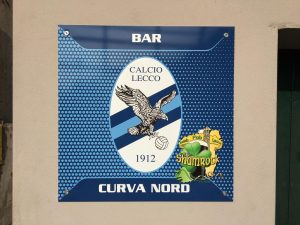 BAR
CALCIO
LECCO
1912
Shamrock
CURVA NORD